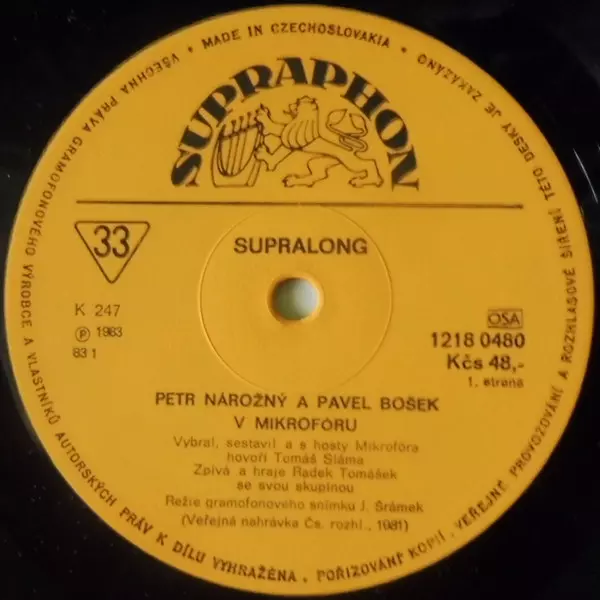 VŠECHNA PRÁVA GRAMOFONOVÉHO VÝROBCE A VLASTNÍKŮ AUTORSKÝCH PRÁV K DÍLU VYHRAŽENA. POŘIZOVÁNÍ KOPIÍ, VEŘEJNÉ PROVOZOVÁNÍ A ROZHLASOVÉ ŠÍŘENÍ TÉTO DESKY JE ZAKÁZÁNO • MADE IN CZECHOSLOVAKIA •
SUPRAPHON
33
SUPRALONG
K 247
Ⓟ 1983
83 1
OSA
1218 0480
Kčs 48,-
1. strana
PETR NÁROŽNÝ A PAVEL BOŠEK
V MIKROFÓRU
Vybral, sestavil a s hosty Mikrofóra
hovoří Tomáš Sláma
Zpívá a hraje Radek Tomášek
se svou skupinou
Režie gramofonového snímku J. Šrámek
(Veřejná nahrávka Čs. rozhl., 1981)